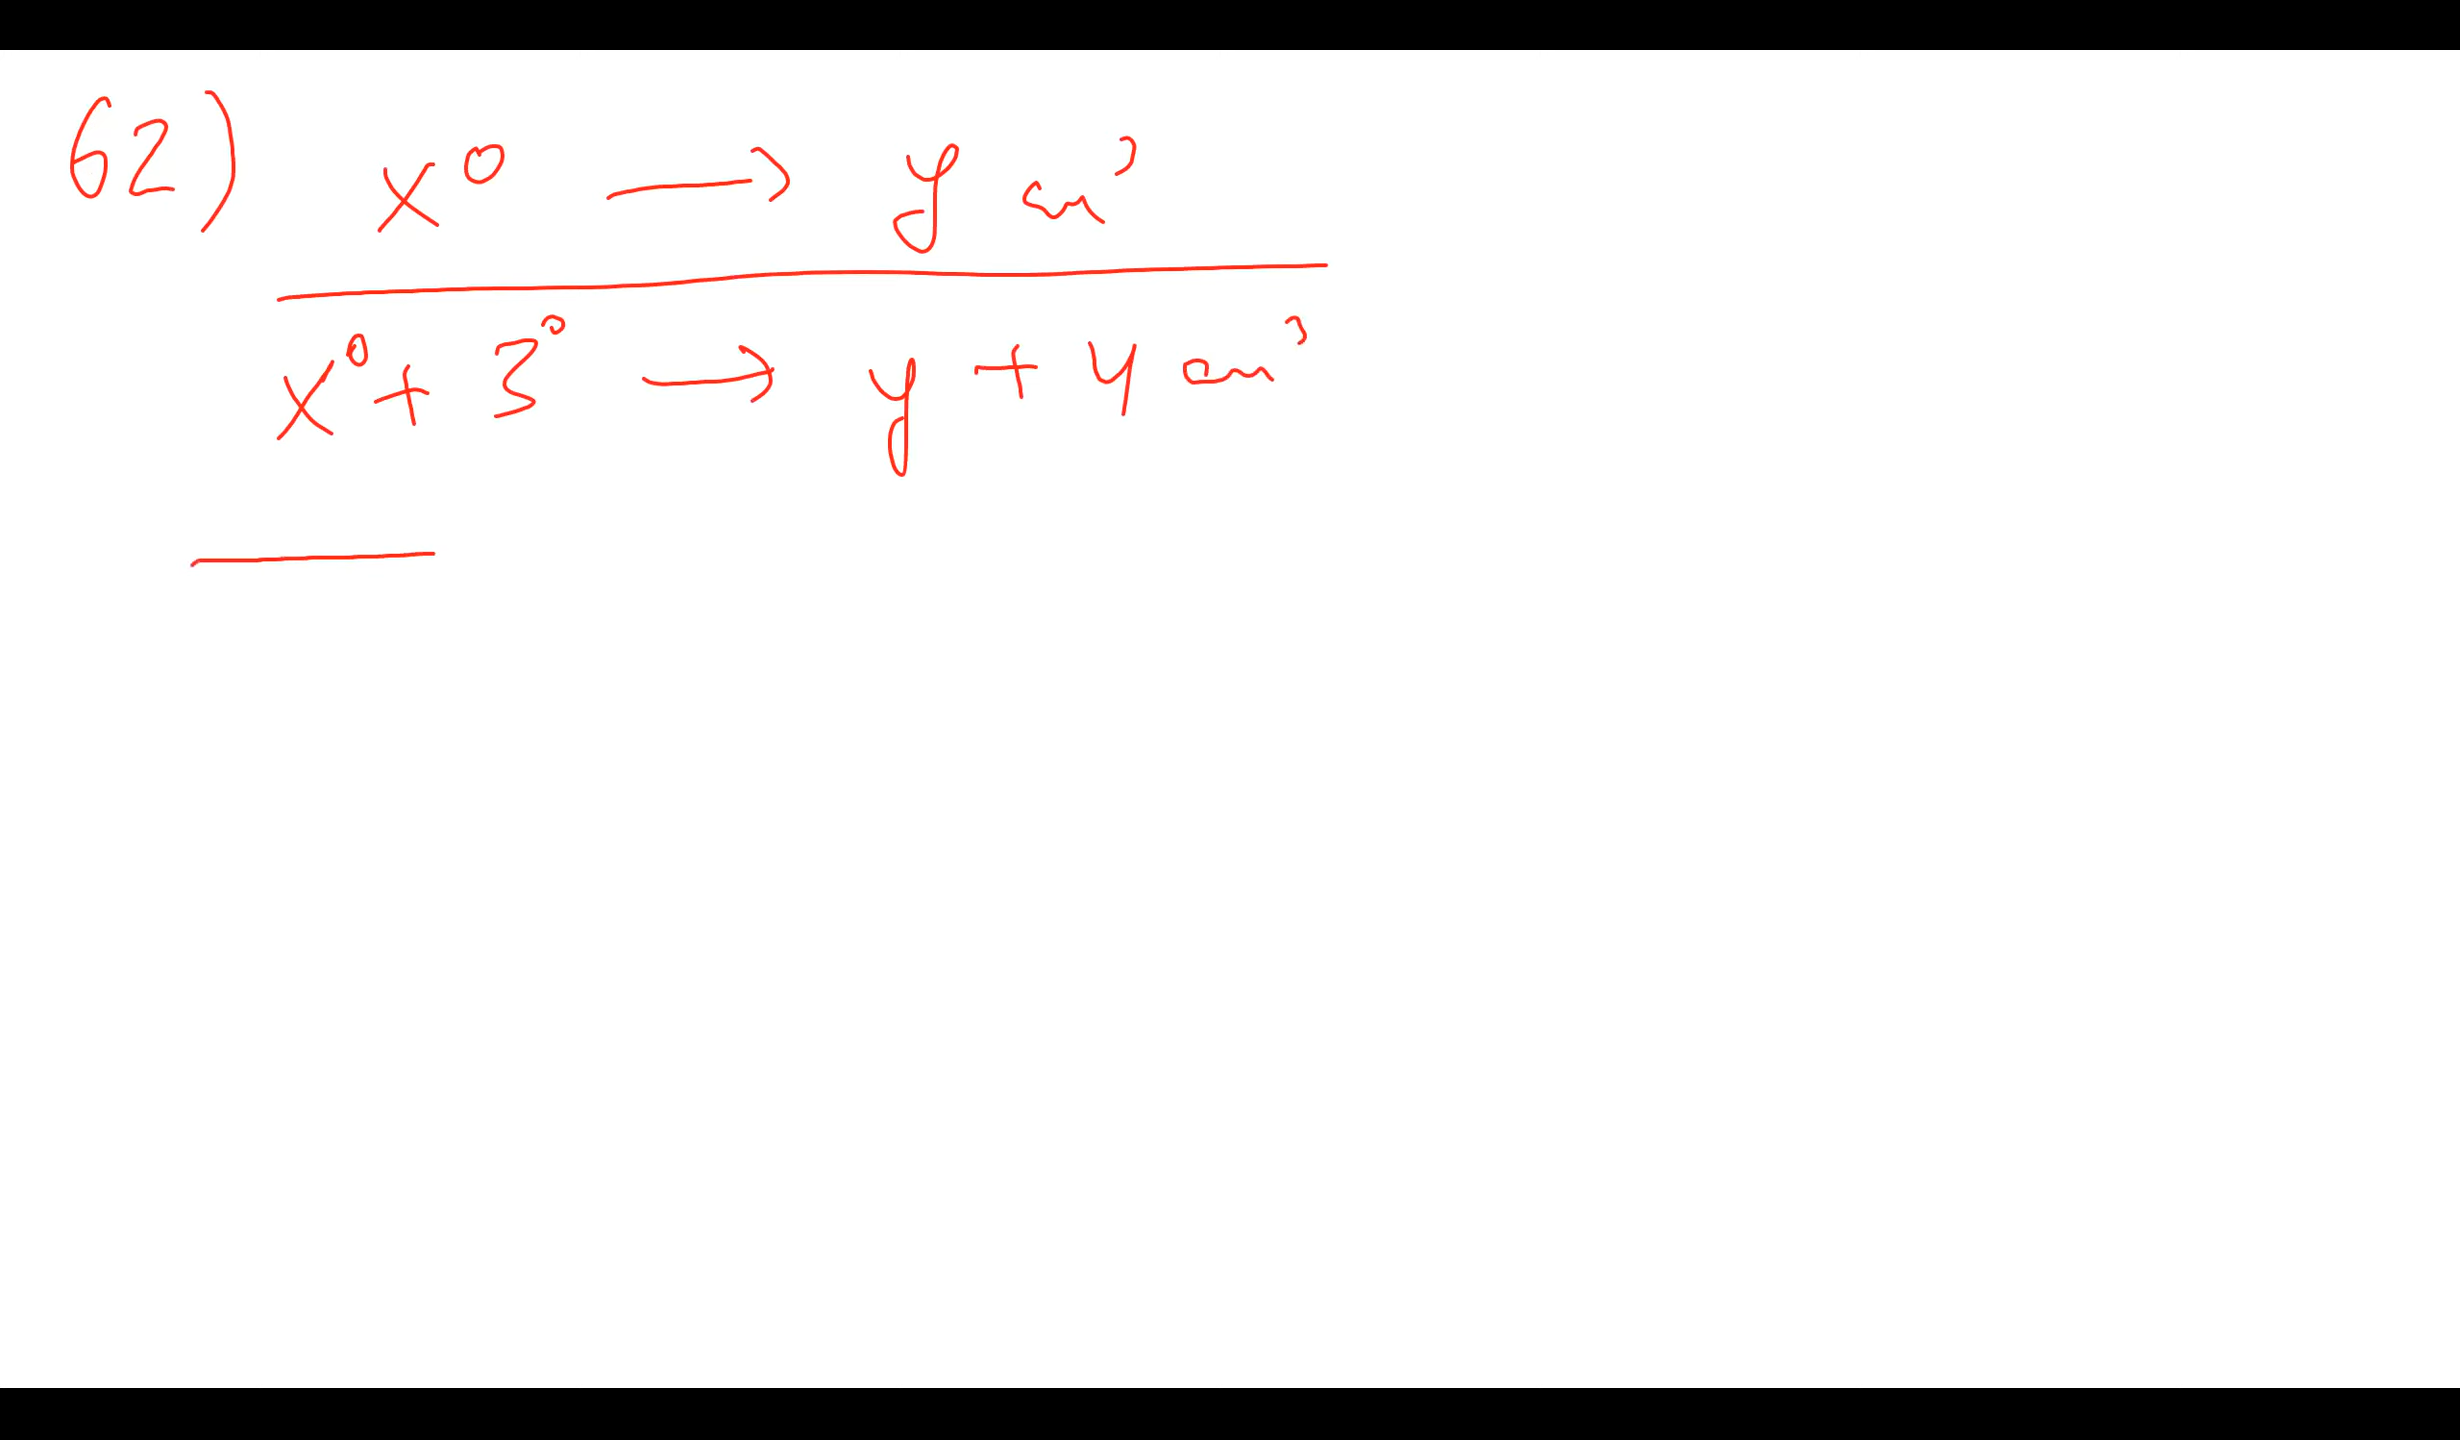 62) x° → y cm³
x° + 3° → y + 4 cm³